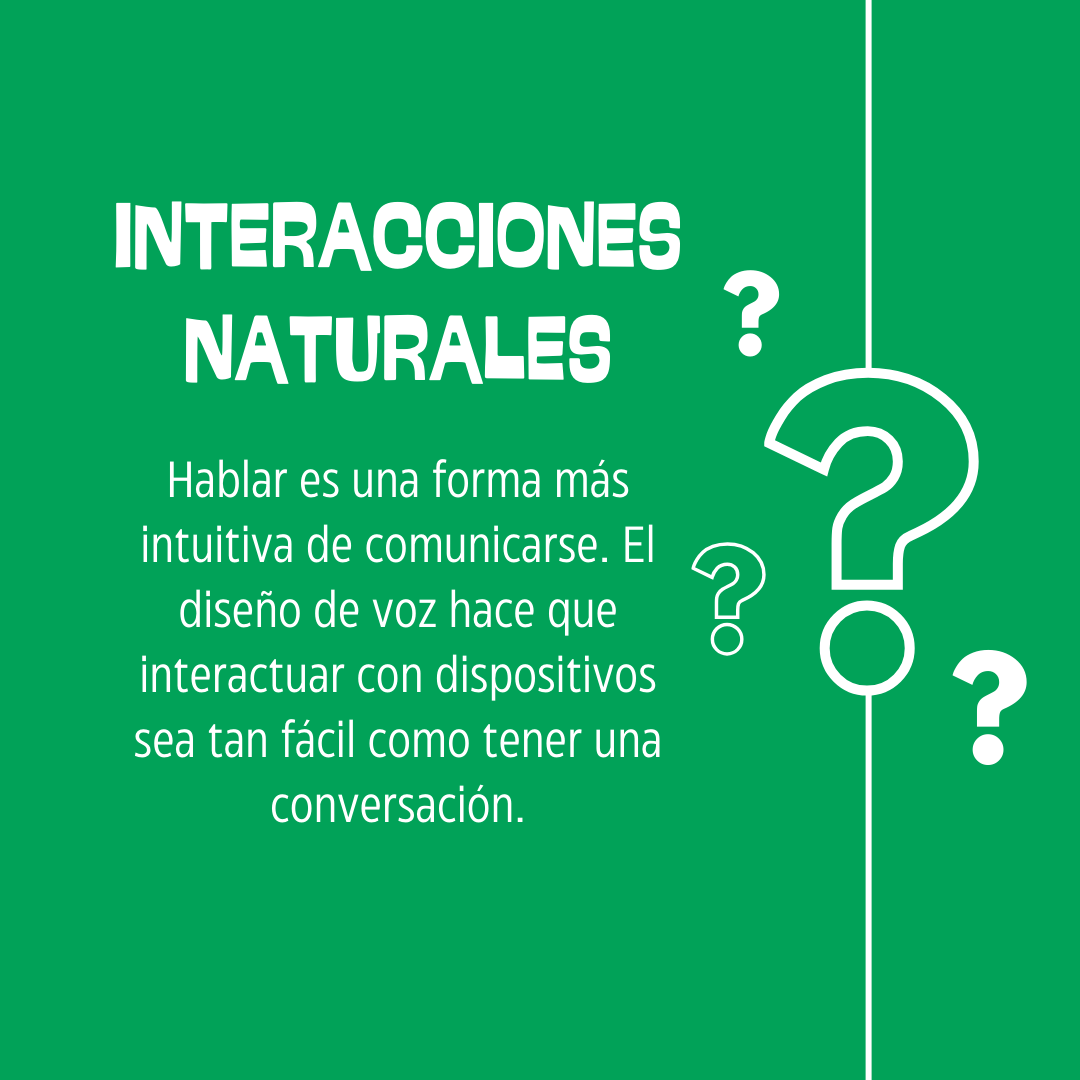 INTERACCIONES
NATURALES
?
Hablar es una forma más
intuitiva de comunicarse. El
diseño de voz hace que
interactuar con dispositivos
sea tan fácil como tener una
conversación.
?
?
?